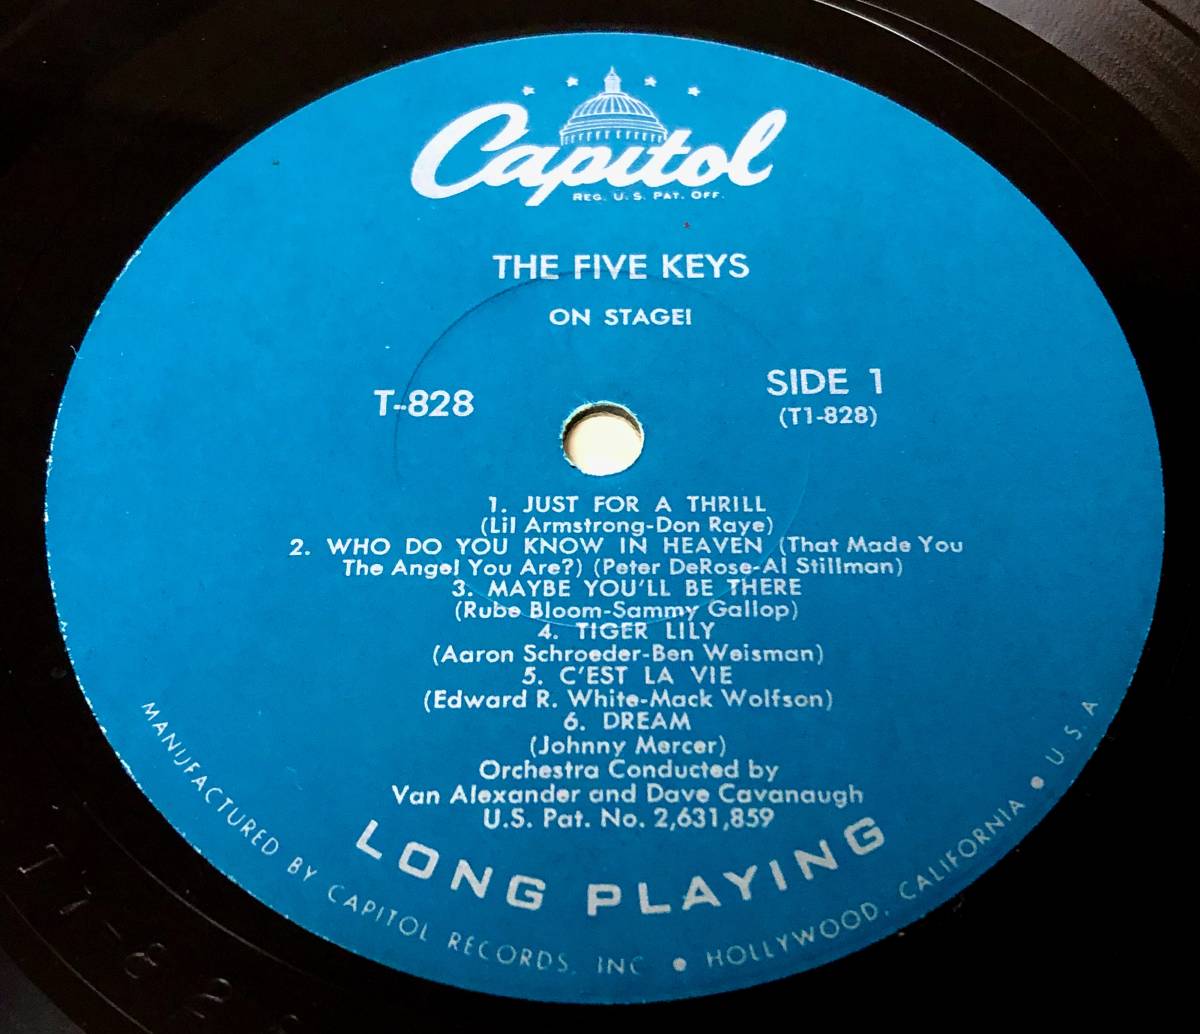 Capitol
REG. U. S. PAT. OFF.
THE FIVE KEYS
ON STAGE!
T-828
SIDE 1
(T1-828)
1. JUST FOR A THRILL
(Lil Armstrong-Don Raye)
2. WHO DO YOU KNOW IN HEAVEN (That Made You
The Angel You Are?) (Peter DeRose-Al Stillman)
3. MAYBE YOU'LL BE THERE
(Rube Bloom-Sammy Gallop)
4. TIGER LILY
(Aaron Schroeder-Ben Weisman)
5. C'EST LA VIE
(Edward R. White-Mack Wolfson)
6. DREAM
(Johnny Mercer)
Orchestra Conducted by
Van Alexander and Dave Cavanaugh
U.S. Pat. No. 2,631,859
LONG PLAYING
MANUFACTURED BY CAPITOL RECORDS, INC • HOLLYWOOD, CALIFORNIA • U. S. A